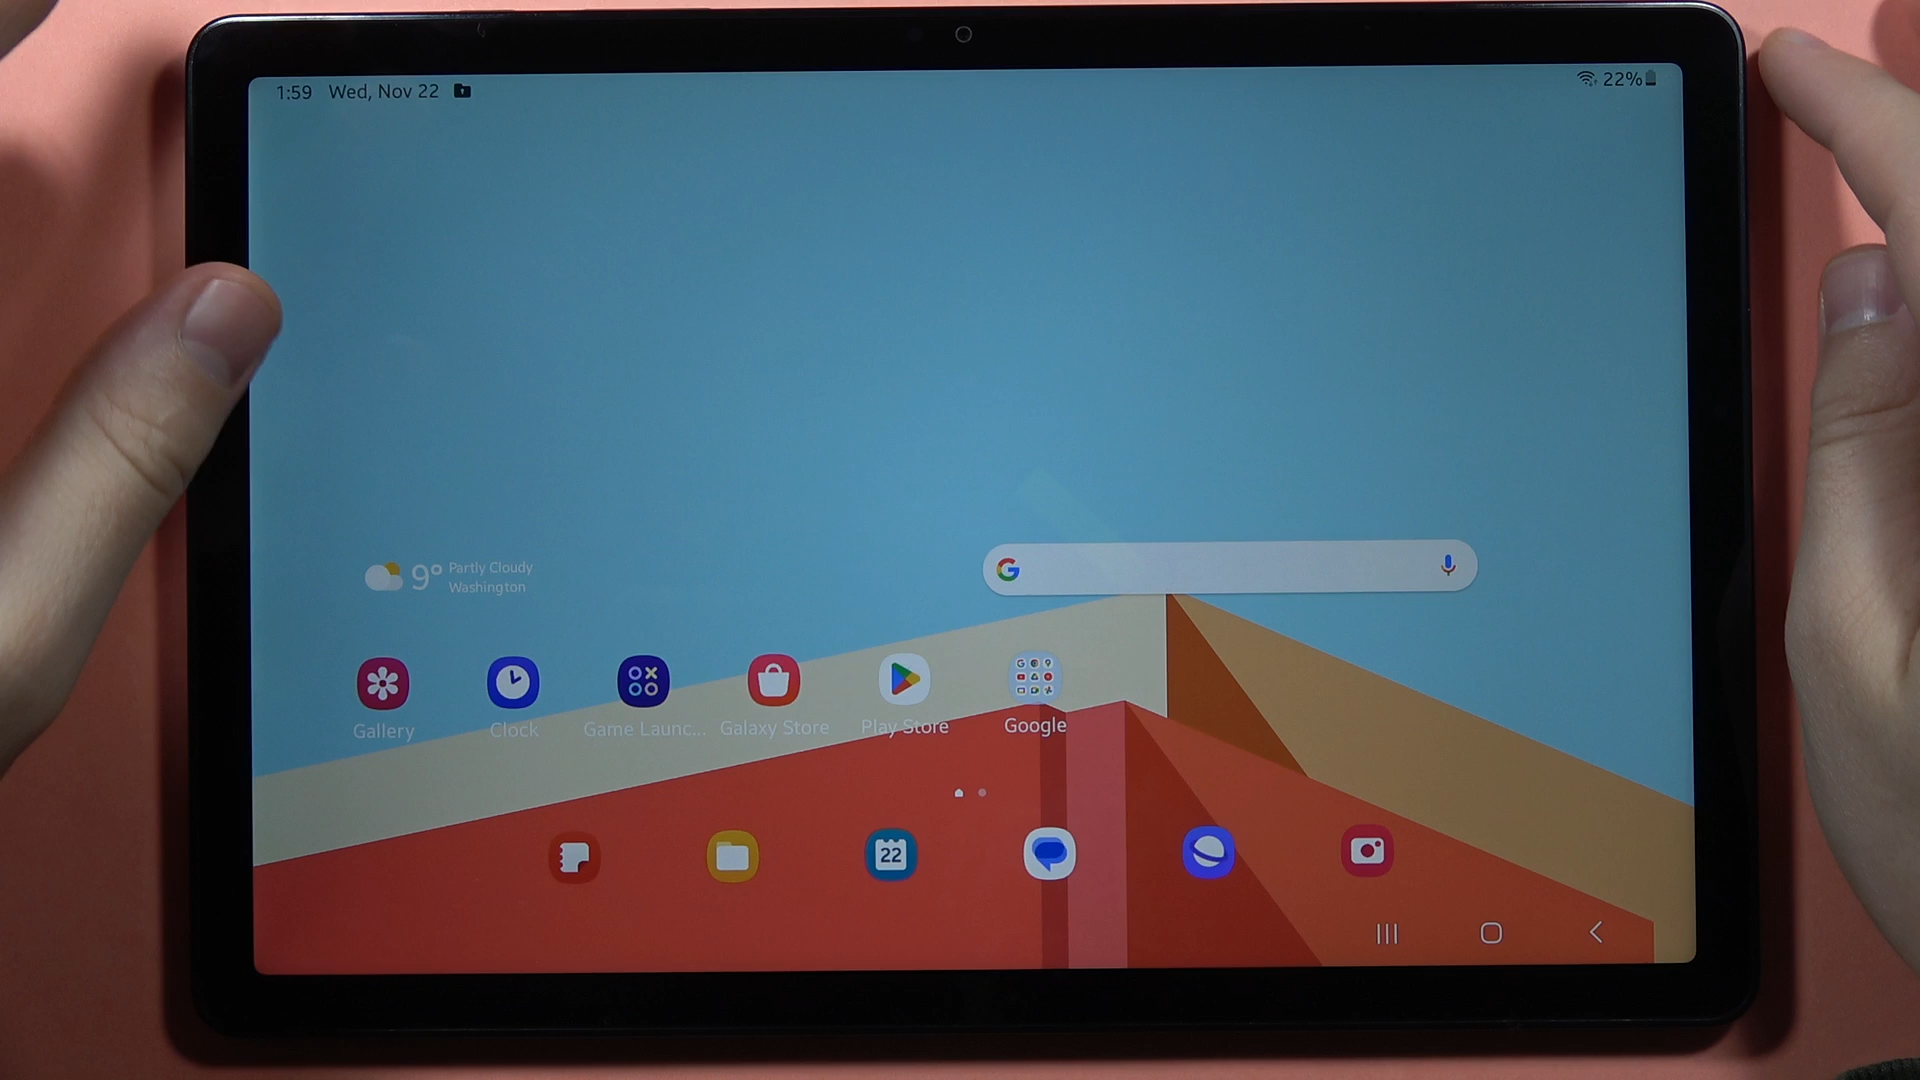 1:59 Wed, Nov 22
22%
9° Partly Cloudy
Washington
Gallery
Clock
Game Launc...
Galaxy Store
Play Store
Google
22